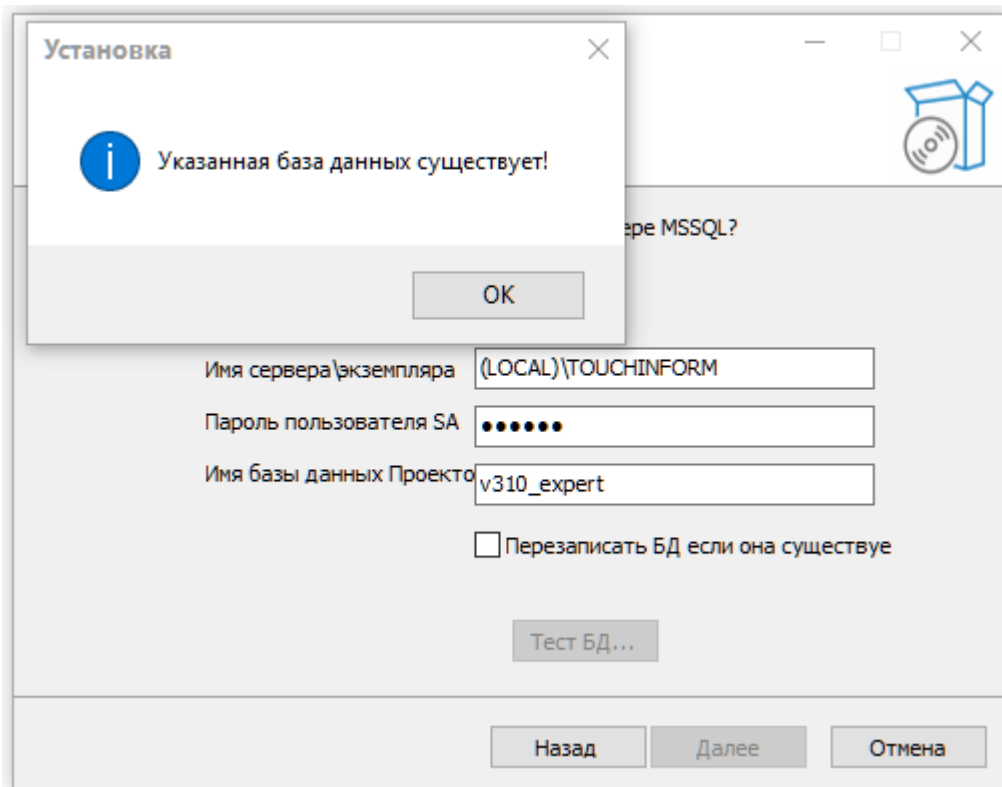 Установка
Указанная база данных существует!
OK
ере MSSQL?
Имя сервера\экземпляра
(LOCAL)\TOUCHINFORM
Пароль пользователя SA
●●●●●●
Имя базы данных Проекто
v310_expert
Перезаписать БД если она существуе
Тест БД...
Назад
Далее
Отмена